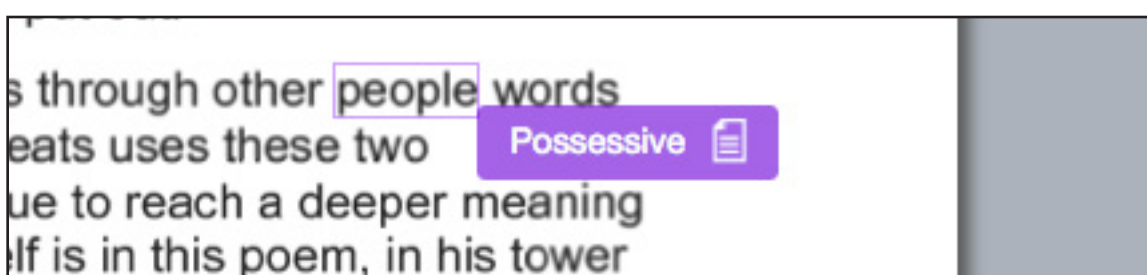 s through other people words
eats uses these two
Possessive
ue to reach a deeper meaning
elf is in this poem, in his tower